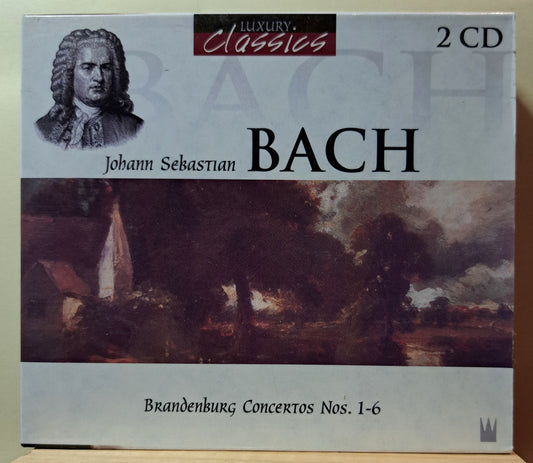 LUXURY
Classics
2 CD
BACH
Johann Sebastian BACH
Brandenburg Concertos Nos. 1-6